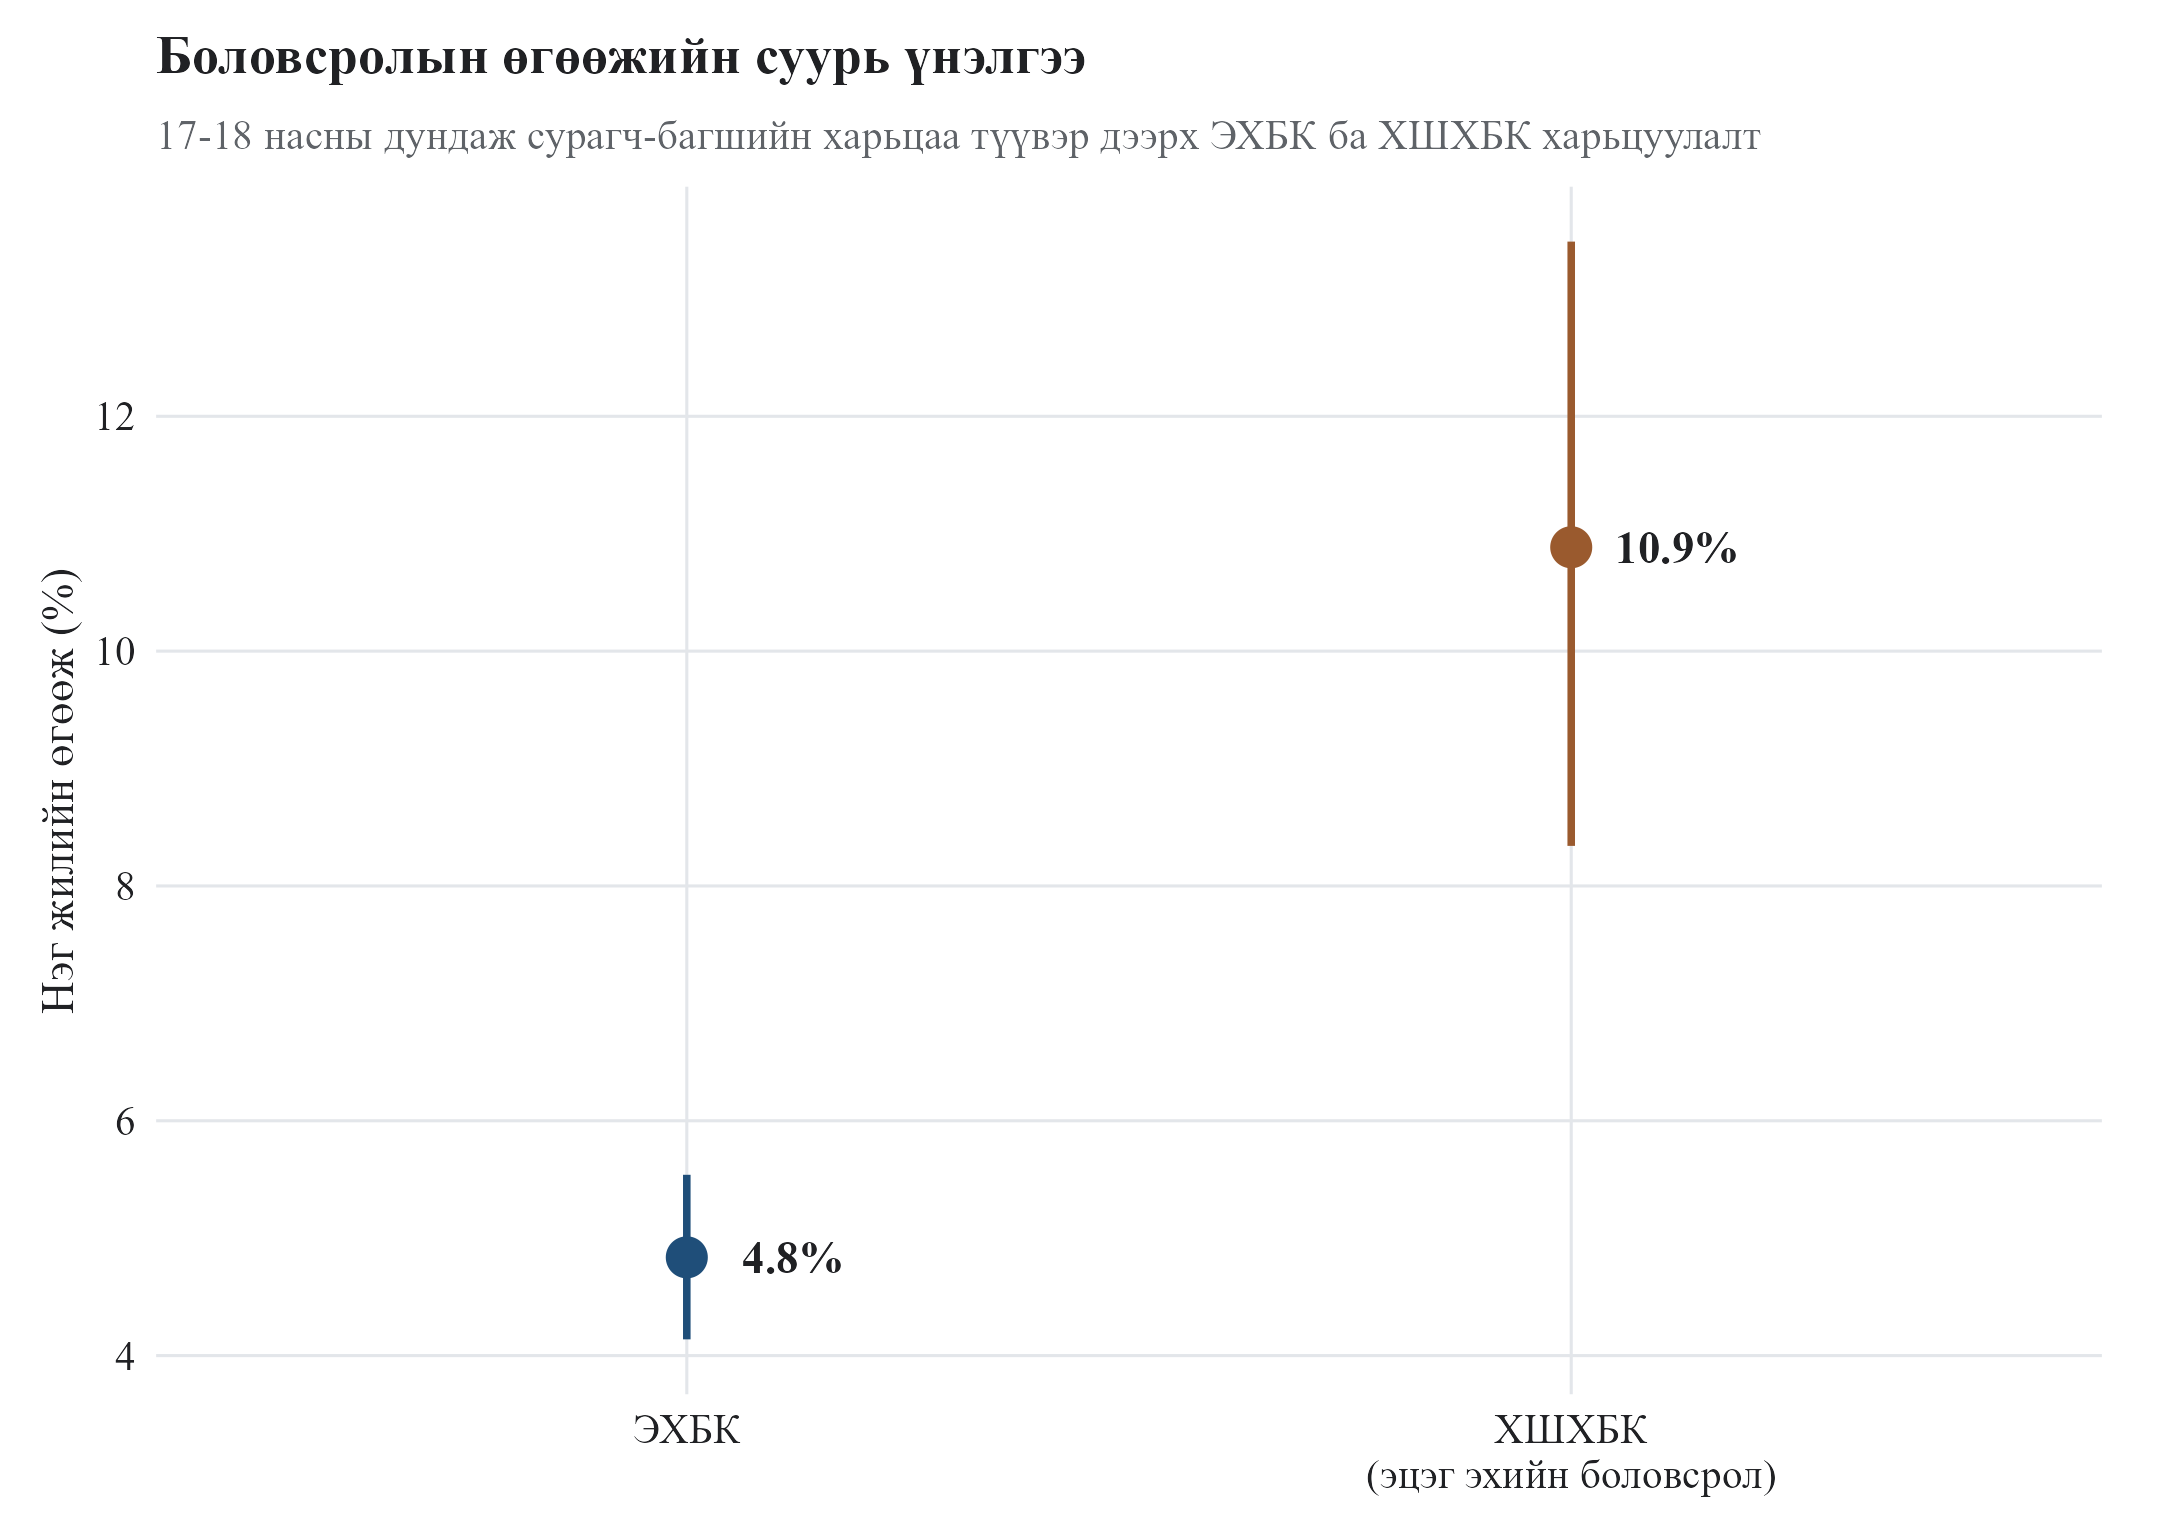 Боловсролын өгөөжийн суурь үнэлгээ
17-18 насны дундаж сурагч-багшийн харьцаа түүвэр дээрх ЭХБК ба ХШХБК харьцуулалт
Нэг жилийн өгөөж (%)
12
10
8
6
4
10.9%
4.8%
ЭХБК
ХШХБК
(эцэг эхийн боловсрол)